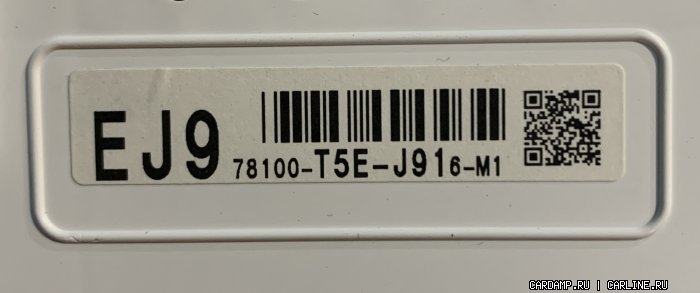 EJ9 78100-T5E-J916-M1
CARDAMP.RU | CARLINE.RU